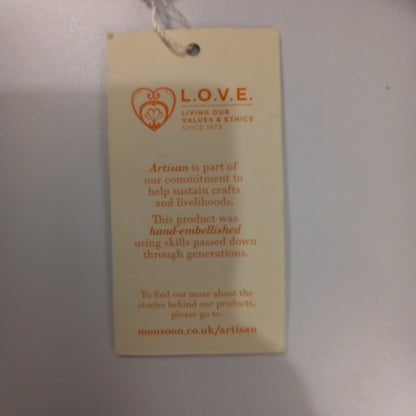 L.O.V.E.
LIVING OUR
VALUES & ETHICS
SINCE 1973
Artisan is part of
our commitment to
help sustain crafts
and livelihoods.
This product was
hand-embellished
using skills passed down
through generations.
To find out more about the
stories behind our products,
please go to:
monsoon.co.uk/artisan